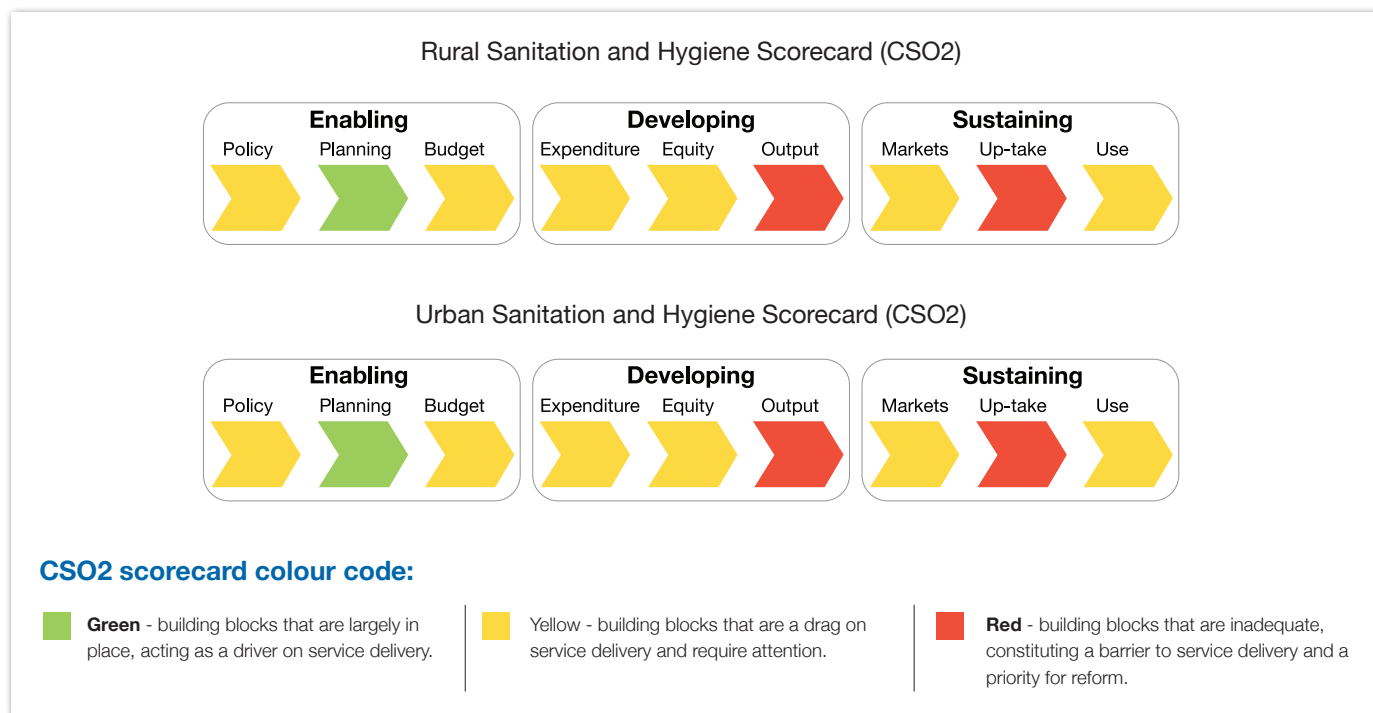 Rural Sanitation and Hygiene Scorecard (CSO2)
Enabling
Developing
Sustaining
Policy Planning Budget
Expenditure Equity Output
Markets Up-take Use
Urban Sanitation and Hygiene Scorecard (CSO2)
Enabling
Developing
Sustaining
Policy Planning Budget
Expenditure Equity Output
Markets Up-take Use
CSO2 scorecard colour code:
Green - building blocks that are largely in
place, acting as a driver on service delivery.
Yellow - building blocks that are a drag on
service delivery and require attention.
Red - building blocks that are inadequate,
constituting a barrier to service delivery and a
priority for reform.